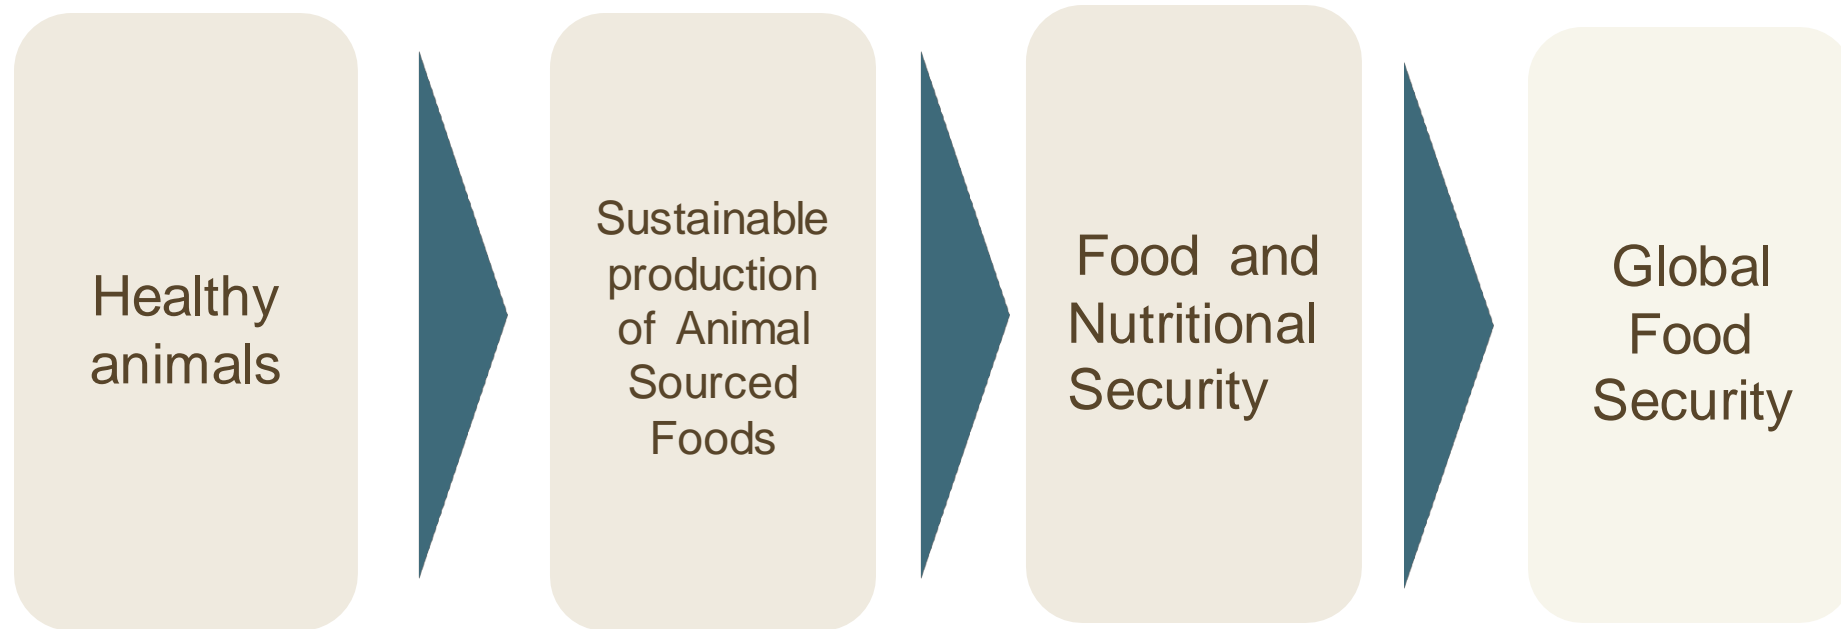 Healthy
animals
Sustainable
production
of Animal
Sourced
Foods
Food and
Nutritional
Security
Global
Food
Security